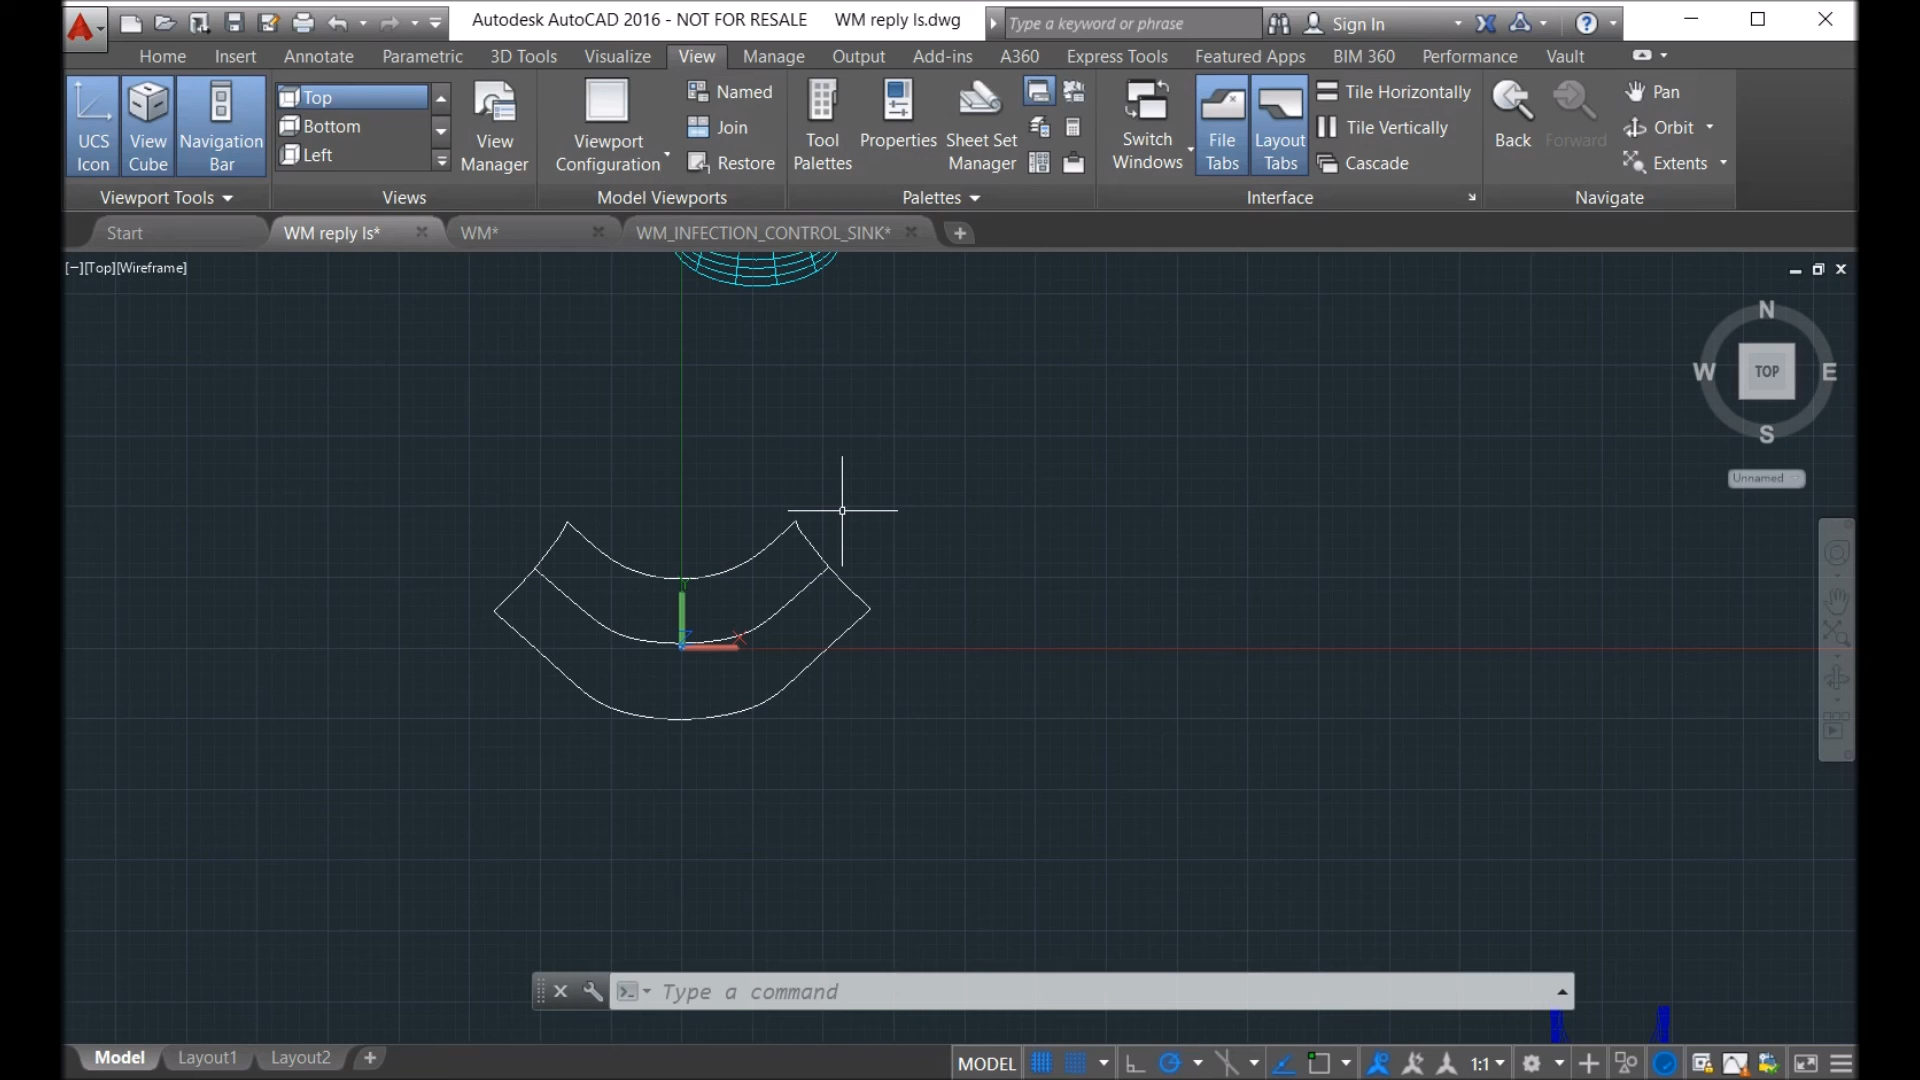 Autodesk AutoCAD 2016 - NOT FOR RESALE WM reply ls.dwg
Type a keyword or phrase
Sign In
Home Insert Annotate Parametric 3D Tools Visualize View Manage Output Add-ins A360 Express Tools Featured Apps BIM 360 Performance Vault
UCS Icon
View Cube
Navigation Bar
Top
Bottom
Left
View Manager
Viewport Configuration
Named
Join
Restore
Tool Palettes
Properties
Sheet Set Manager
Switch Windows
File Tabs
Layout Tabs
Tile Horizontally
Tile Vertically
Cascade
Back
Forward
Pan
Orbit
Extents
Viewport Tools Views Model Viewports Palettes Interface Navigate
Start WM reply ls* WM* WM_INFECTION_CONTROL_SINK*
[−][Top][Wireframe]
N
W TOP E
S
Unnamed
Type a command
Model Layout1 Layout2
MODEL 1:1